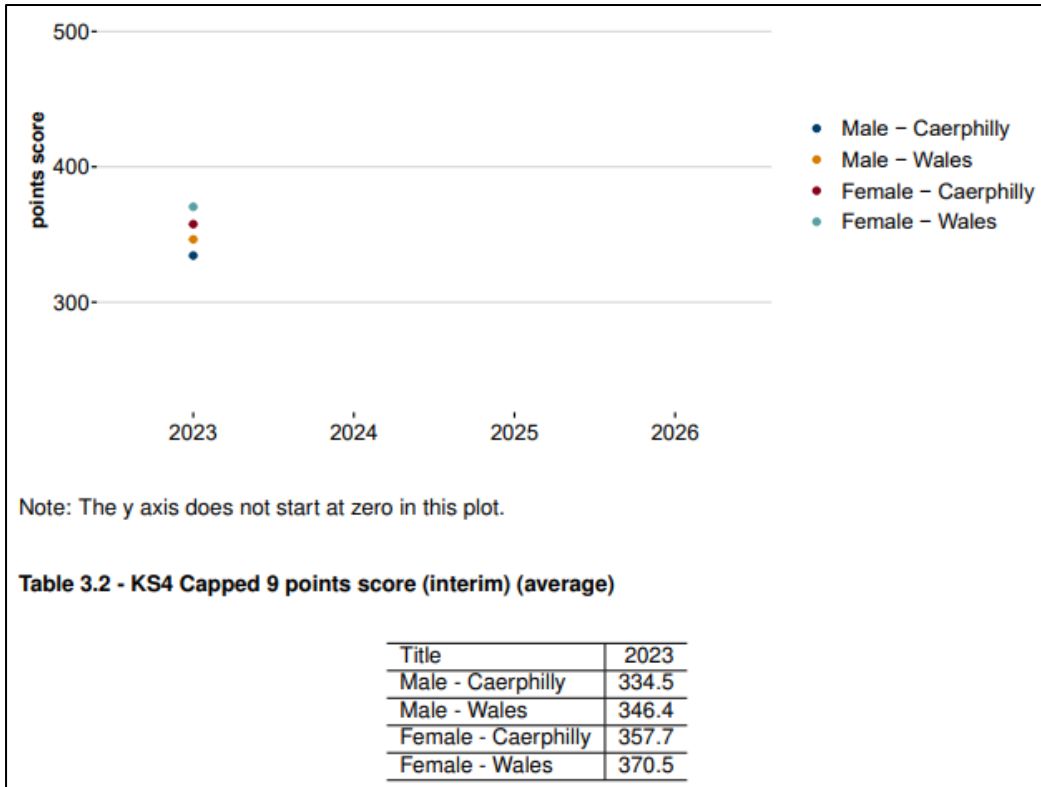 500
400
300
points score
2023 2024 2025 2026
Male − Caerphilly
Male − Wales
Female − Caerphilly
Female − Wales
Note: The y axis does not start at zero in this plot.
Table 3.2 - KS4 Capped 9 points score (interim) (average)
Title 2023
Male - Caerphilly 334.5
Male - Wales 346.4
Female - Caerphilly 357.7
Female - Wales 370.5